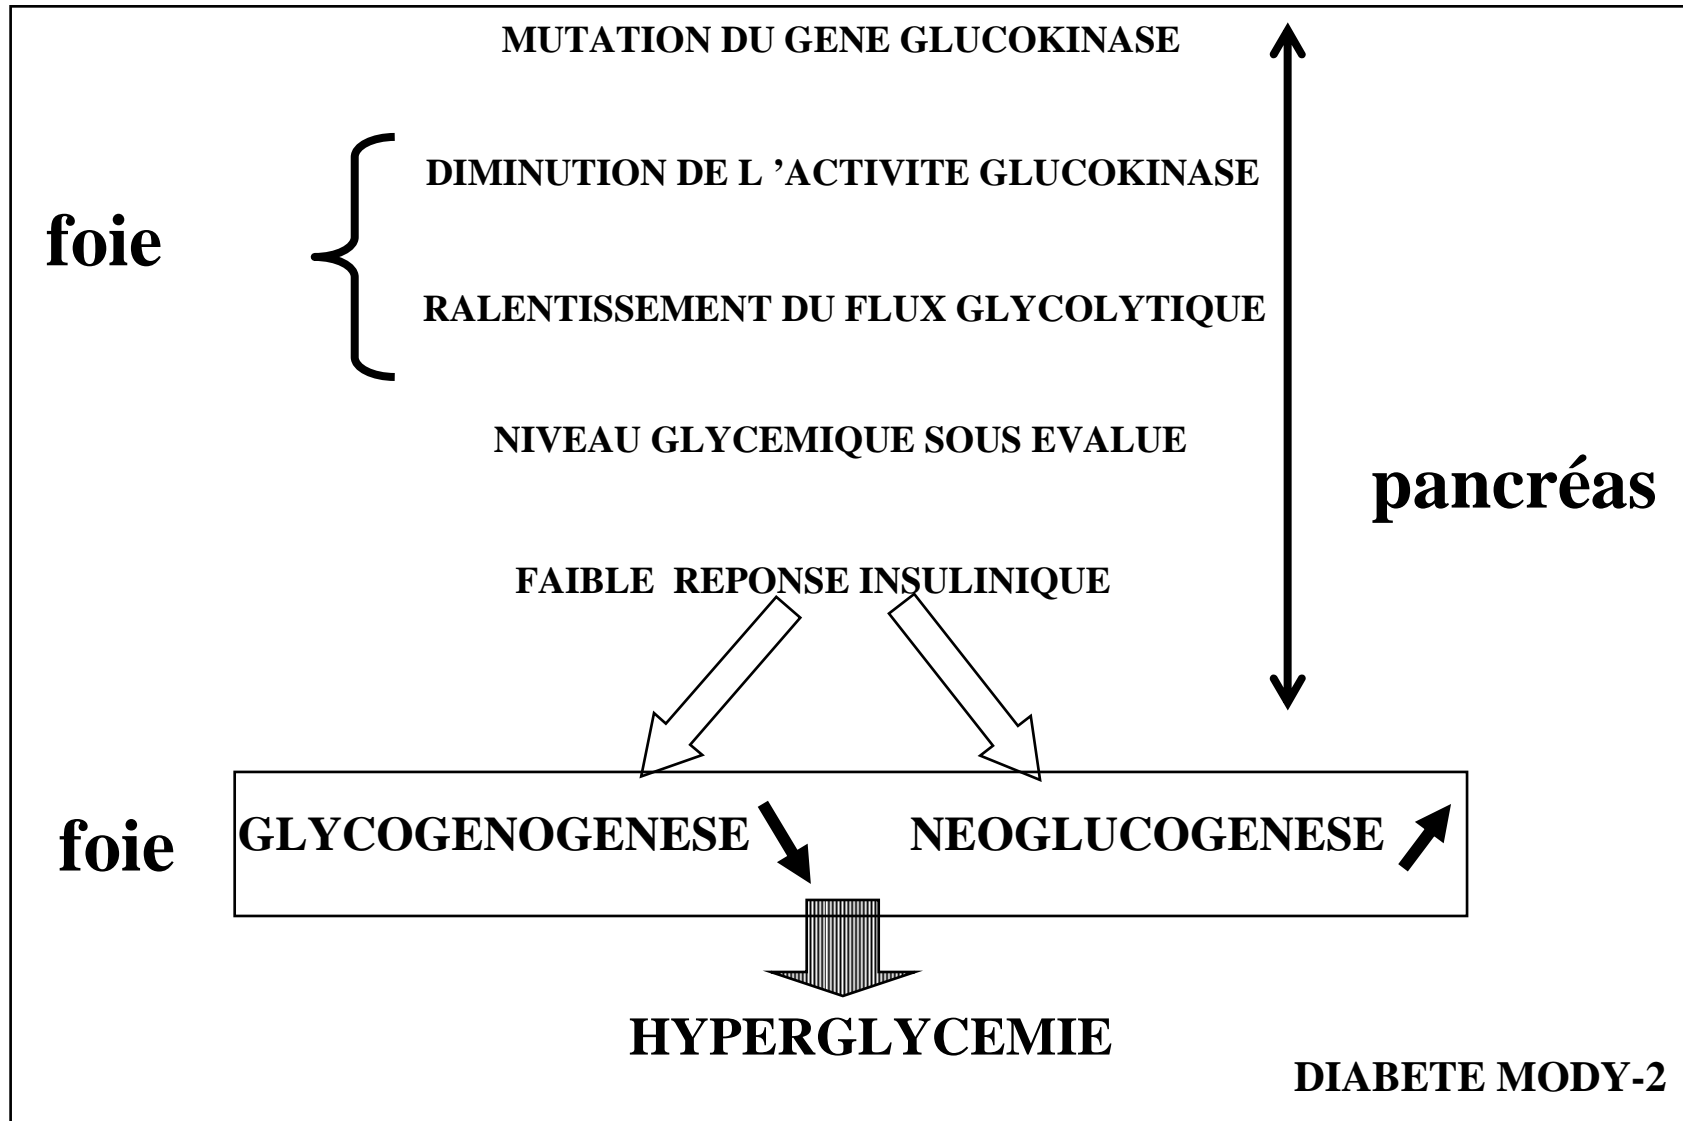 MUTATION DU GENE GLUCOKINASE
DIMINUTION DE L ’ACTIVITE GLUCOKINASE
foie
RALENTISSEMENT DU FLUX GLYCOLYTIQUE
NIVEAU GLYCEMIQUE SOUS EVALUE
pancréas
FAIBLE REPONSE INSULINIQUE
foie
GLYCOGENOGENESE
NEOGLUCOGENESE
HYPERGLYCEMIE
DIABETE MODY-2